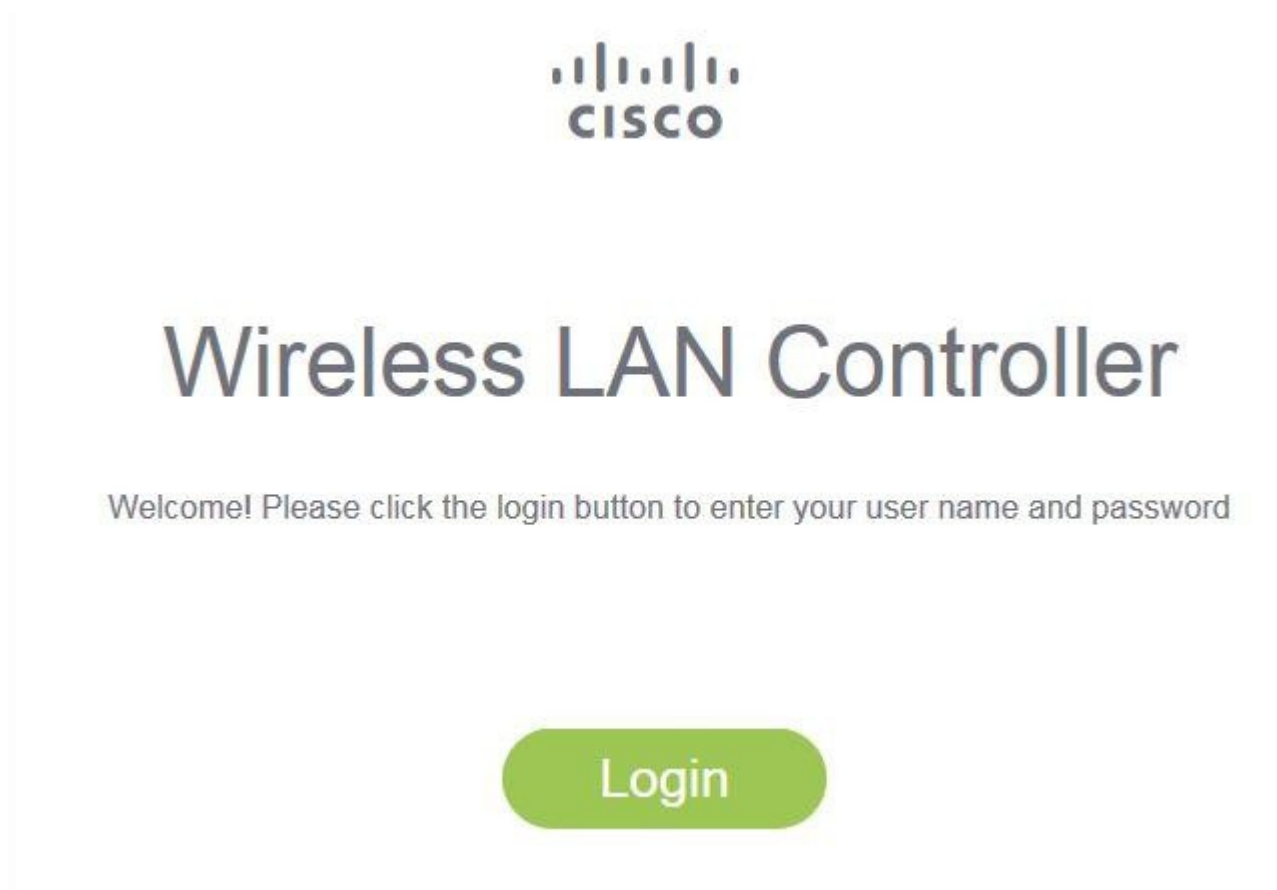 CISCO
Wireless LAN Controller
Welcome! Please click the login button to enter your user name and password
Login